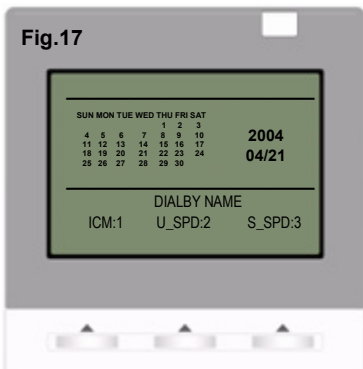 Fig.17
SUN MON TUE WED THU FRI SAT
1 2 3
4 5 6 7 8 9 10
11 12 13 14 15 16 17
18 19 20 21 22 23 24
25 26 27 28 29 30
2004
04/21
DIALBY NAME
ICM:1 U_SPD:2 S_SPD:3